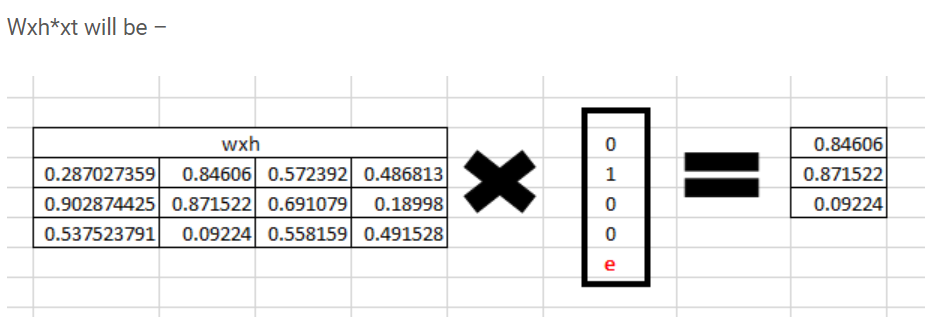 Wxh*xt will be –
wxh 0 0.84606
0.287027359 0.84606 0.572392 0.486813 1 0.871522
0.902874425 0.871522 0.691079 0.18998 0 0.09224
0.537523791 0.09224 0.558159 0.491528 0
e